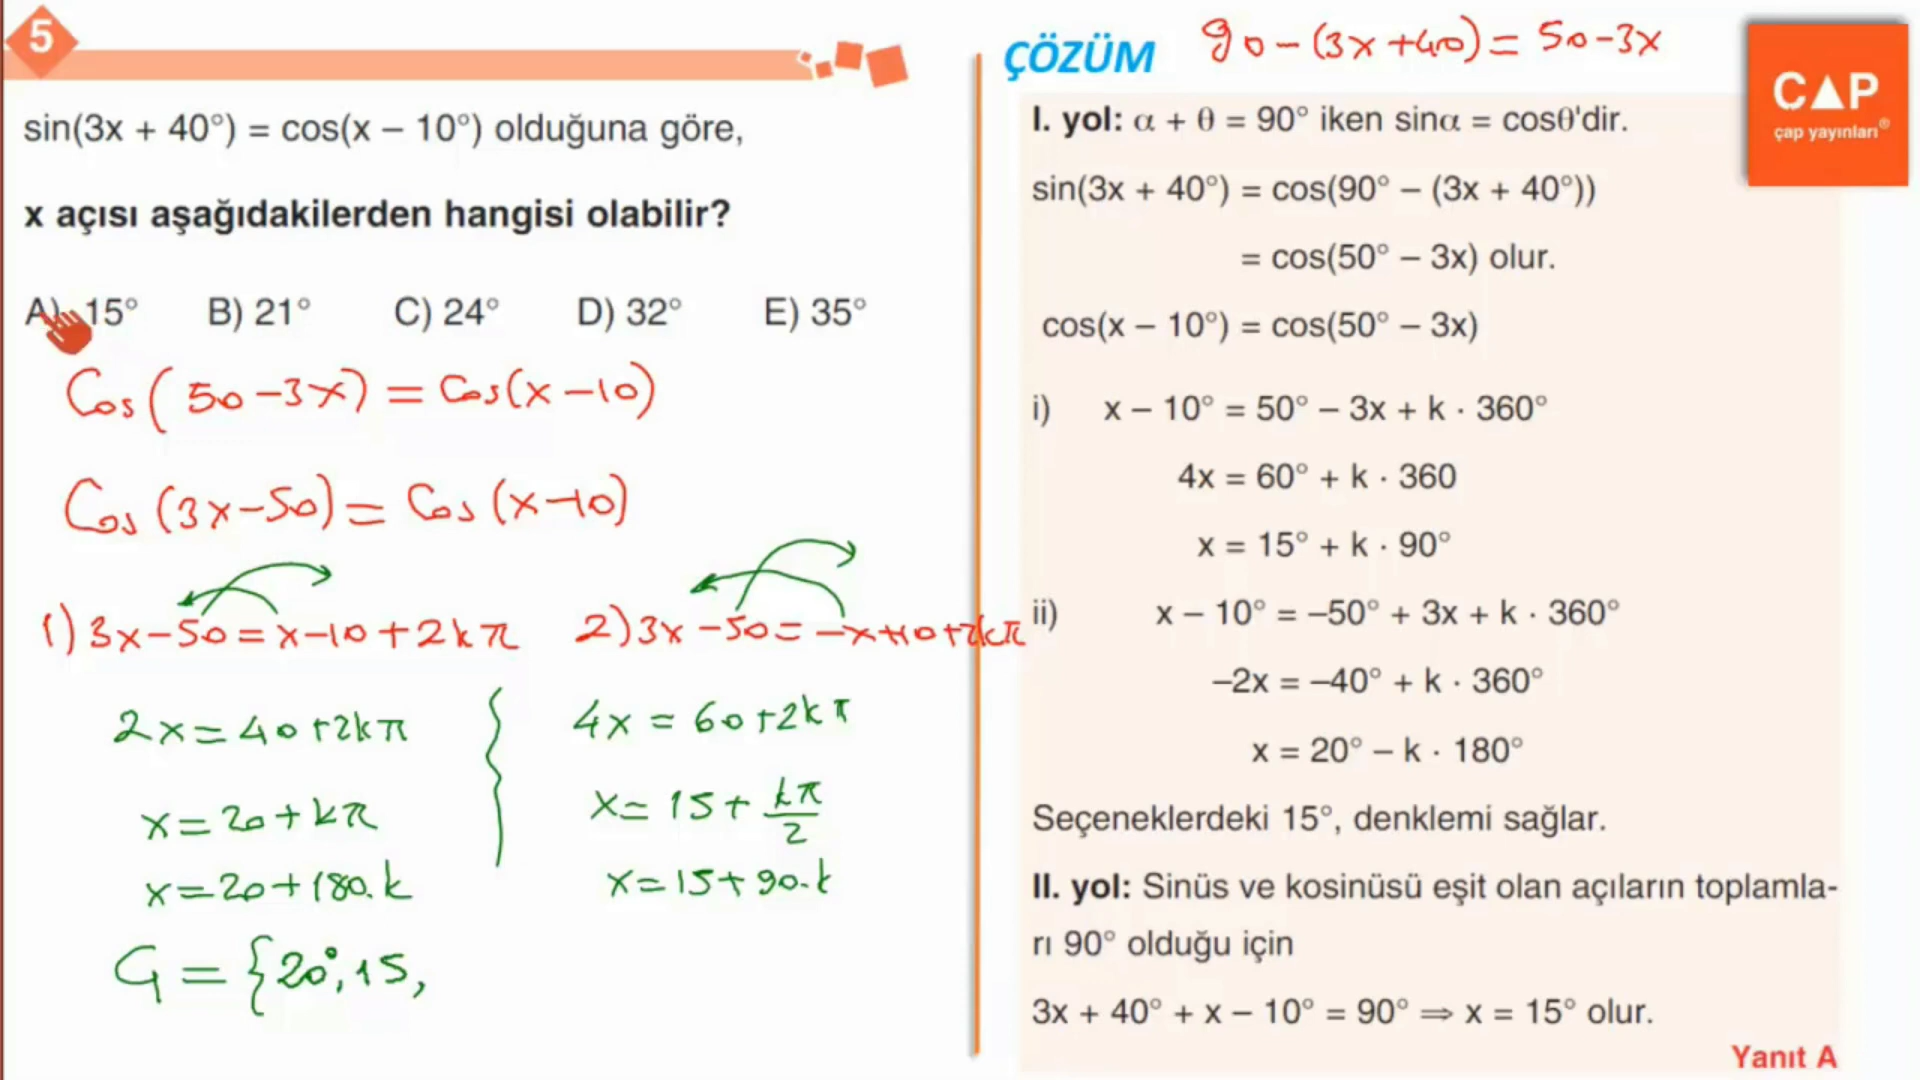 5
sin(3x + 40°) = cos(x – 10°) olduğuna göre,
x açısı aşağıdakilerden hangisi olabilir?
A) 15° B) 21° C) 24° D) 32° E) 35°
Cos(50-3x) = Cos(x-10)
Cos(3x-50) = Cos(x-10)
1) 3x-50 = x-10+2kπ
2x = 40+2kπ
x = 20+kπ
x = 20+180.k
2) 3x-50 = -x+10+2kπ
4x = 60+2kπ
x = 15+kπ/2
x = 15+90.k
Ç = {20°, 15,
ÇÖZÜM
90-(3x+40) = 50-3x
CAP
çap yayınları®
I. yol: α + θ = 90° iken sinα = cosθ'dir.
sin(3x + 40°) = cos(90° – (3x + 40°))
= cos(50° – 3x) olur.
cos(x – 10°) = cos(50° – 3x)
i) x – 10° = 50° – 3x + k · 360°
4x = 60° + k · 360
x = 15° + k · 90°
ii) x – 10° = –50° + 3x + k · 360°
–2x = –40° + k · 360°
x = 20° – k · 180°
Seçeneklerdeki 15°, denklemi sağlar.
II. yol: Sinüs ve kosinüsü eşit olan açıların toplamla-
rı 90° olduğu için
3x + 40° + x – 10° = 90° ⇒ x = 15° olur.
Yanıt A